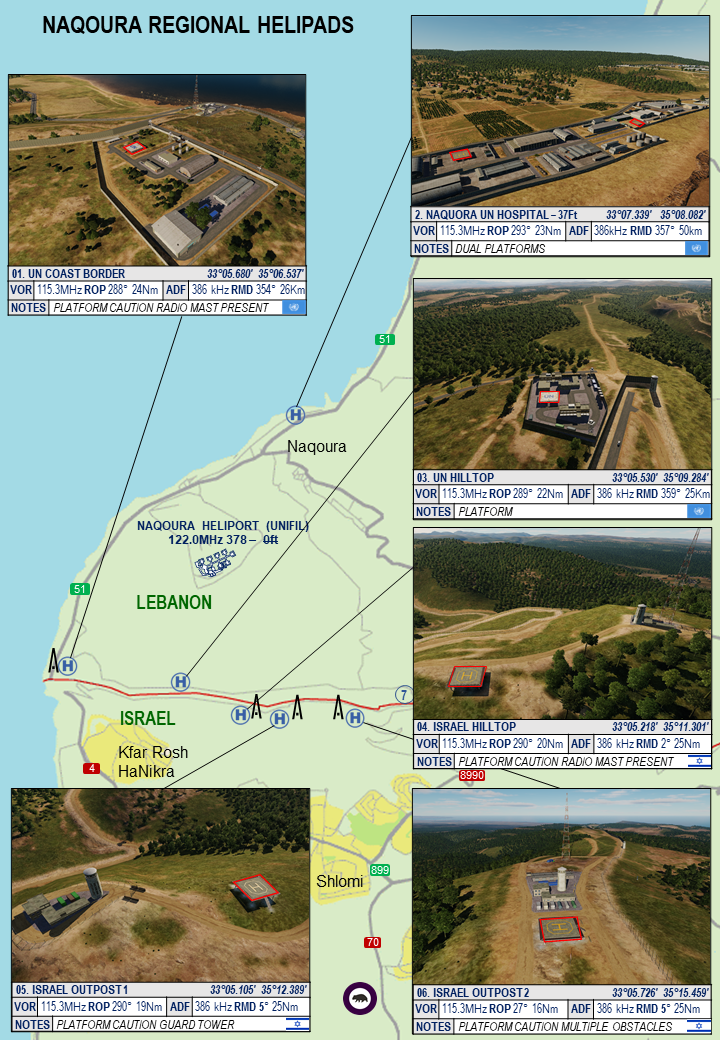 NAQOURA REGIONAL HELIPADS
01. UN COAST BORDER 33°05.680' 35°06.537'
VOR 115.3MHz ROP 288° 24Nm ADF 386 kHz RMD 354° 26Km
NOTES PLATFORM CAUTION RADIO MAST PRESENT
2. NAQUORA UN HOSPITAL – 37Ft 33°07.339' 35°08.082'
VOR 115.3MHz ROP 293° 23Nm ADF 386kHz RMD 357° 50km
NOTES DUAL PLATFORMS
51
H
Naqoura
03. UN HILLTOP 33°05.530' 35°09.284'
VOR 115.3MHz ROP 289° 22Nm ADF 386 kHz RMD 359° 25Km
NOTES PLATFORM
NAQOURA HELIPORT (UNIFIL)
122.0MHz 378 – 0ft
51
LEBANON
H
H
7
ISRAEL
H
H
H
Kfar Rosh
HaNikra
4
04. ISRAEL HILLTOP 33°05.218' 35°11.301'
VOR 115.3MHz ROP 290° 20Nm ADF 386 kHz RMD 2° 25Nm
NOTES PLATFORM CAUTION RADIO MAST PRESENT
8990
899
Shlomi
70
05. ISRAEL OUTPOST 1 33°05.105' 35°12.389'
VOR 115.3MHz ROP 290° 19Nm ADF 386 kHz RMD 5° 25Nm
NOTES PLATFORM CAUTION GUARD TOWER
06. ISRAEL OUTPOST 2 33°05.726' 35°15.459'
VOR 115.3MHz ROP 27° 16Nm ADF 386 kHz RMD 5° 25Nm
NOTES PLATFORM CAUTION MULTIPLE OBSTACLES